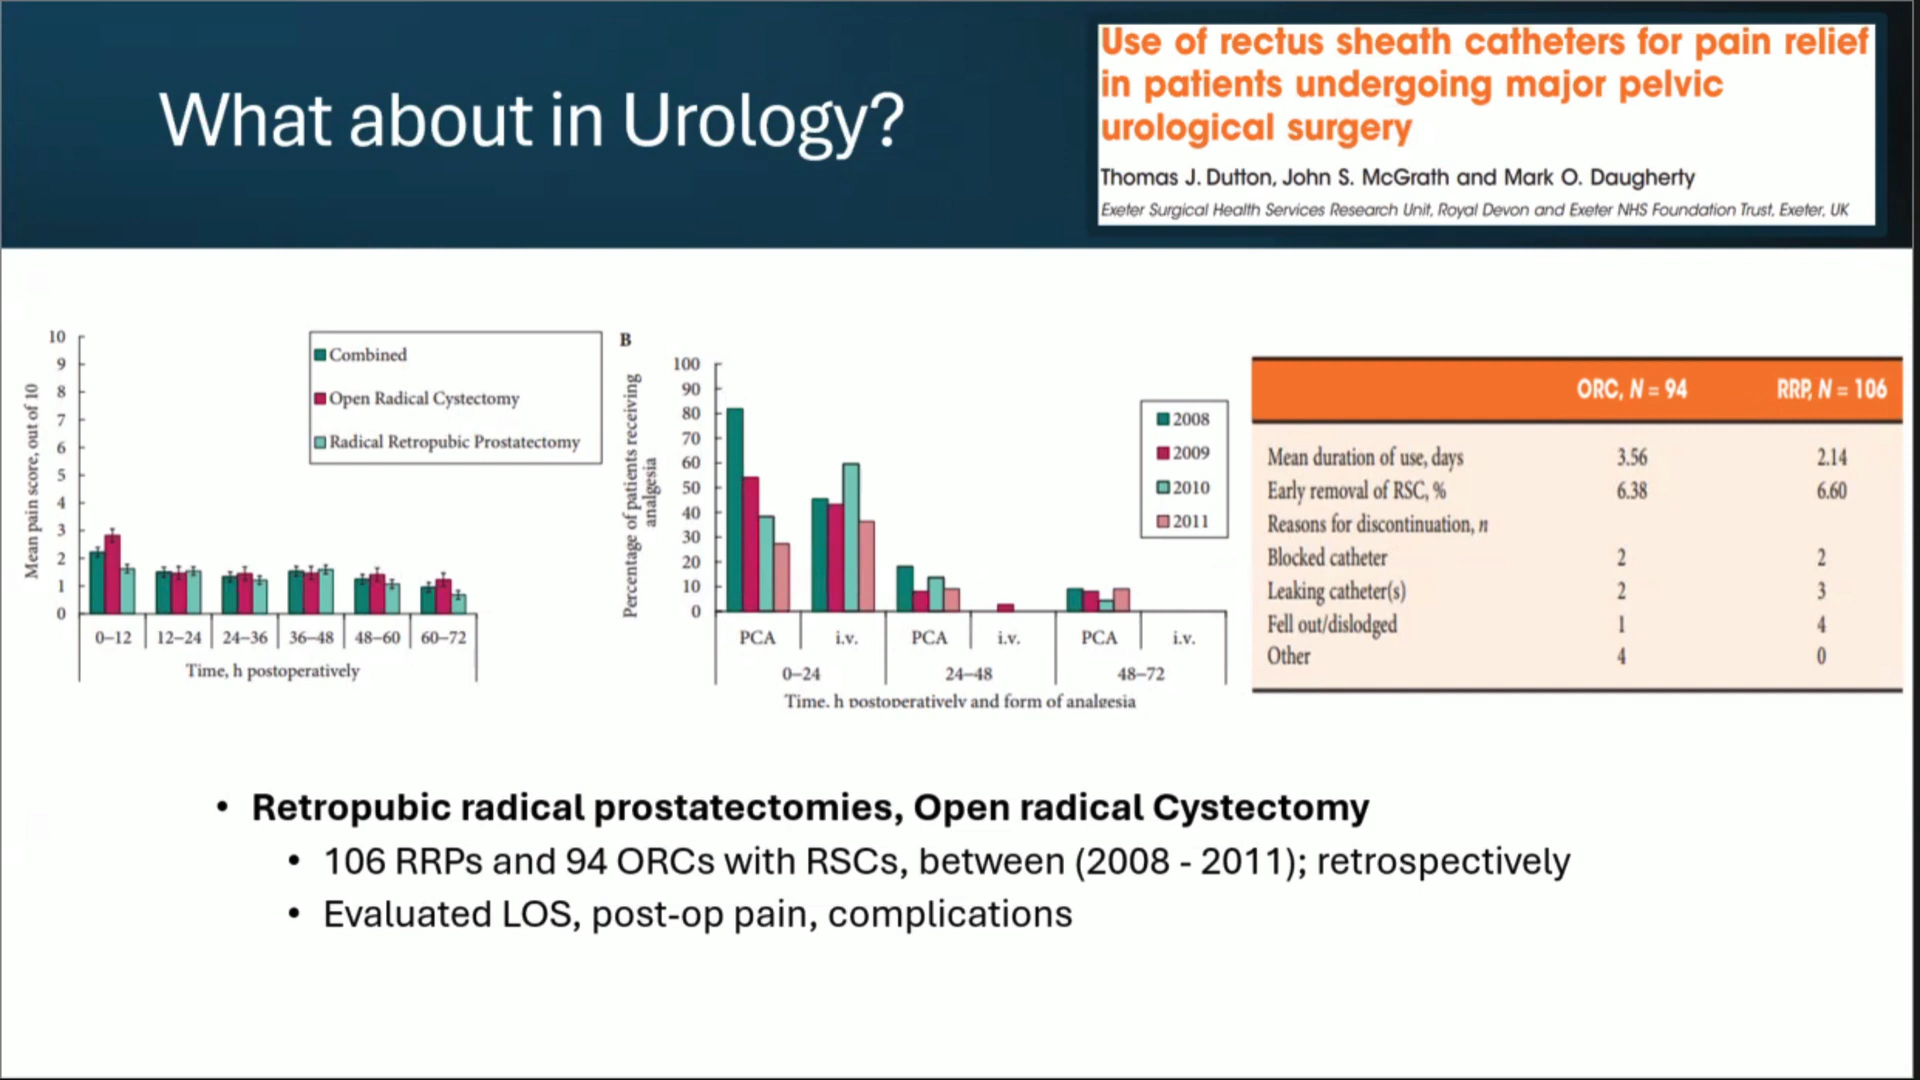 What about in Urology?
Use of rectus sheath catheters for pain relief
in patients undergoing major pelvic
urological surgery
Thomas J. Dutton, John S. McGrath and Mark O. Daugherty
Exeter Surgical Health Services Research Unit, Royal Devon and Exeter NHS Foundation Trust, Exeter, UK
Mean pain score, out of 10
10
9
8
7
6
5
4
3
2
1
0
Combined
Open Radical Cystectomy
Radical Retropubic Prostatectomy
0–12 12–24 24–36 36–48 48–60 60–72
Time, h postoperatively
B
Percentage of patients receiving
analgesia
100
90
80
70
60
50
40
30
20
10
0
2008
2009
2010
2011
PCA i.v. PCA i.v. PCA i.v.
0–24 24–48 48–72
Time, h postoperatively and form of analgesia
ORC, N = 94 RRP, N = 106
Mean duration of use, days 3.56 2.14
Early removal of RSC, % 6.38 6.60
Reasons for discontinuation, n
Blocked catheter 2 2
Leaking catheter(s) 2 3
Fell out/dislodged 1 4
Other 4 0
• Retropubic radical prostatectomies, Open radical Cystectomy
• 106 RRPs and 94 ORCs with RSCs, between (2008 - 2011); retrospectively
• Evaluated LOS, post-op pain, complications